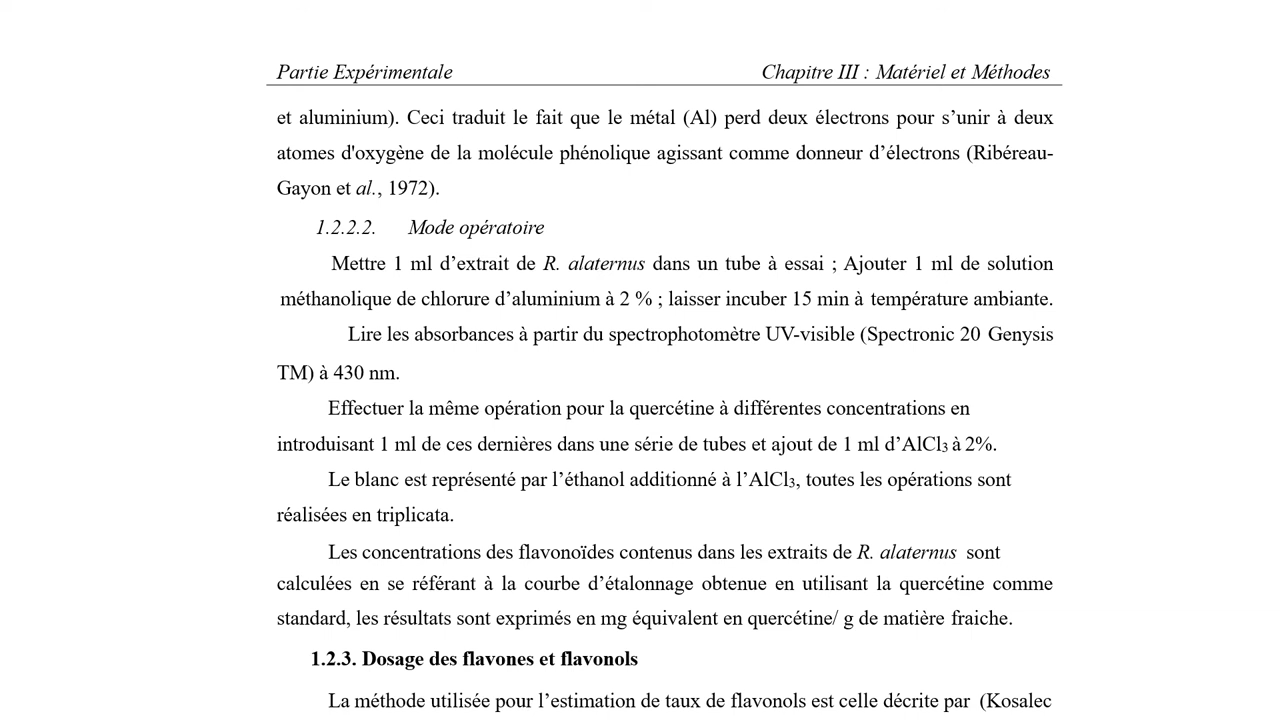 Partie Expérimentale Chapitre III : Matériel et Méthodes
et aluminium). Ceci traduit le fait que le métal (Al) perd deux électrons pour s’unir à deux
atomes d'oxygène de la molécule phénolique agissant comme donneur d’électrons (Ribéreau-
Gayon et al., 1972).
1.2.2.2. Mode opératoire
Mettre 1 ml d’extrait de R. alaternus dans un tube à essai ; Ajouter 1 ml de solution
méthanolique de chlorure d’aluminium à 2 % ; laisser incuber 15 min à température ambiante.
Lire les absorbances à partir du spectrophotomètre UV-visible (Spectronic 20 Genysis
TM) à 430 nm.
Effectuer la même opération pour la quercétine à différentes concentrations en
introduisant 1 ml de ces dernières dans une série de tubes et ajout de 1 ml d’AlCl₃ à 2%.
Le blanc est représenté par l’éthanol additionné à l’AlCl₃, toutes les opérations sont
réalisées en triplicata.
Les concentrations des flavonoïdes contenus dans les extraits de R. alaternus sont
calculées en se référant à la courbe d’étalonnage obtenue en utilisant la quercétine comme
standard, les résultats sont exprimés en mg équivalent en quercétine/ g de matière fraiche.
1.2.3. Dosage des flavones et flavonols
La méthode utilisée pour l’estimation de taux de flavonols est celle décrite par (Kosalec